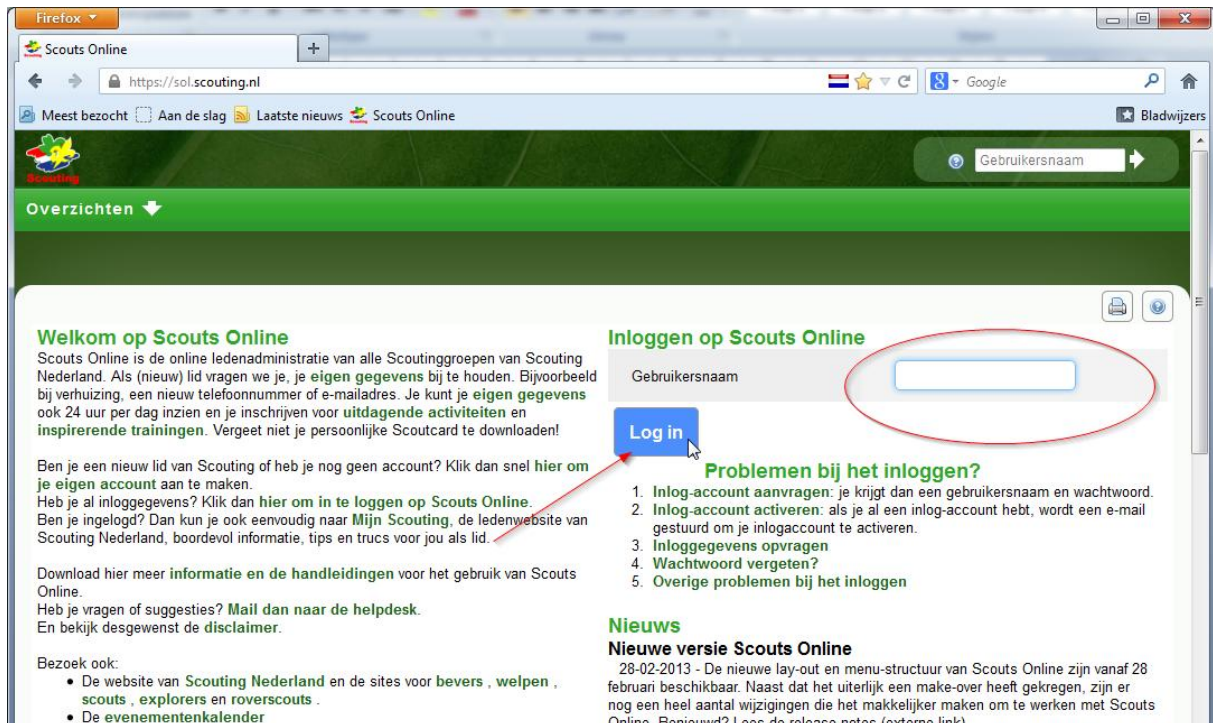 Firefox
Scouts Online
https://sol.scouting.nl
Google
Meest bezocht Aan de slag Laatste nieuws Scouts Online
Bladwijzers
Scouting
Gebruikersnaam
Overzichten
Welkom op Scouts Online
Scouts Online is de online ledenadministratie van alle Scoutinggroepen van Scouting
Nederland. Als (nieuw) lid vragen we je, je eigen gegevens bij te houden. Bijvoorbeeld
bij verhuizing, een nieuw telefoonnummer of e-mailadres. Je kunt je eigen gegevens
ook 24 uur per dag inzien en je inschrijven voor uitdagende activiteiten en
inspirerende trainingen. Vergeet niet je persoonlijke Scoutcard te downloaden!
Ben je een nieuw lid van Scouting of heb je nog geen account? Klik dan snel hier om
je eigen account aan te maken.
Heb je al inloggegevens? Klik dan hier om in te loggen op Scouts Online.
Ben je ingelogd? Dan kun je ook eenvoudig naar Mijn Scouting, de ledenwebsite van
Scouting Nederland, boordevol informatie, tips en trucs voor jou als lid.
Download hier meer informatie en de handleidingen voor het gebruik van Scouts
Online.
Heb je vragen of suggesties? Mail dan naar de helpdesk.
En bekijk desgewenst de disclaimer.
Bezoek ook:
• De website van Scouting Nederland en de sites voor bevers , welpen ,
scouts , explorers en roverscouts .
• De evenementenkalender
Inloggen op Scouts Online
Gebruikersnaam
Log in
Problemen bij het inloggen?
1. Inlog-account aanvragen: je krijgt dan een gebruikersnaam en wachtwoord.
2. Inlog-account activeren: als je al een inlog-account hebt, wordt een e-mail
gestuurd om je inlogaccount te activeren.
3. Inloggegevens opvragen
4. Wachtwoord vergeten?
5. Overige problemen bij het inloggen
Nieuws
Nieuwe versie Scouts Online
28-02-2013 - De nieuwe lay-out en menu-structuur van Scouts Online zijn vanaf 28
februari beschikbaar. Naast dat het uiterlijk een make-over heeft gekregen, zijn er
nog een heel aantal wijzigingen die het makkelijker maken om te werken met Scouts
Online. Benieuwd? Lees de release notes (externe link)